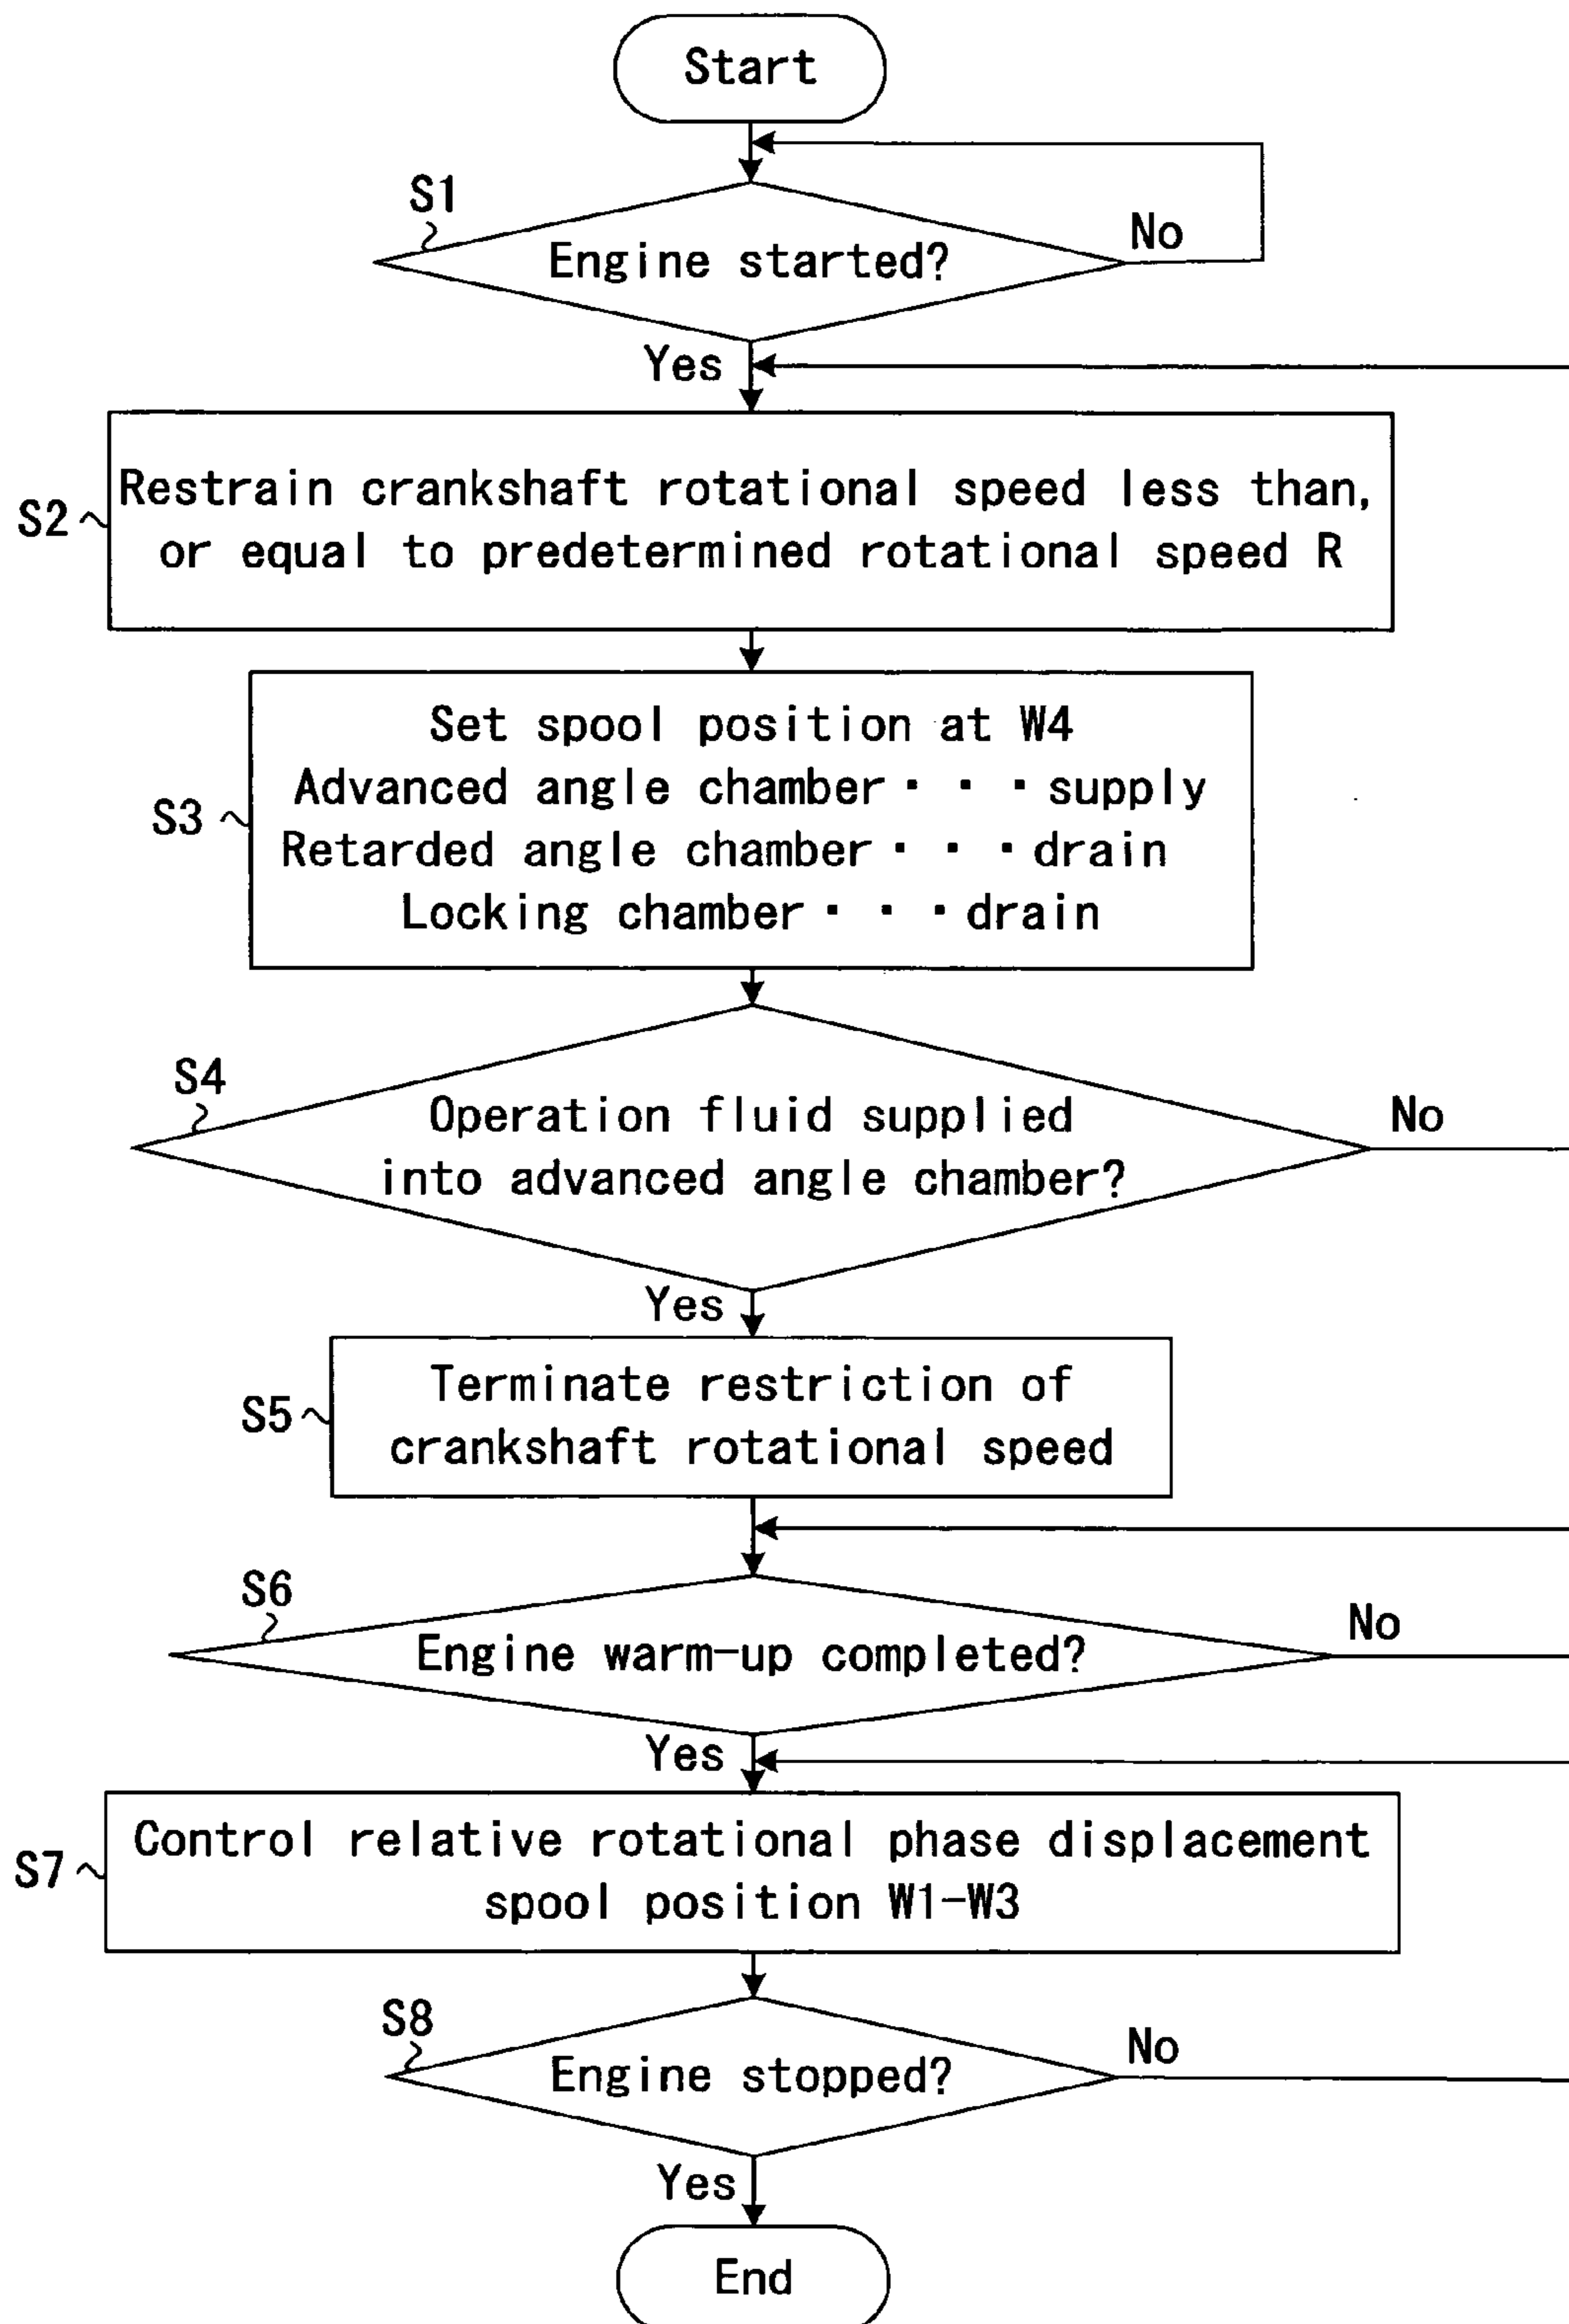 Start
S1
Engine started?
No
Yes
S2
Restrain crankshaft rotational speed less than,
or equal to predetermined rotational speed R
S3
Set spool position at W4
Advanced angle chamber・・・supply
Retarded angle chamber・・・drain
Locking chamber・・・drain
S4
Operation fluid supplied
into advanced angle chamber?
No
Yes
S5
Terminate restriction of
crankshaft rotational speed
S6
Engine warm-up completed?
No
Yes
S7
Control relative rotational phase displacement
spool position W1-W3
S8
Engine stopped?
No
Yes
End